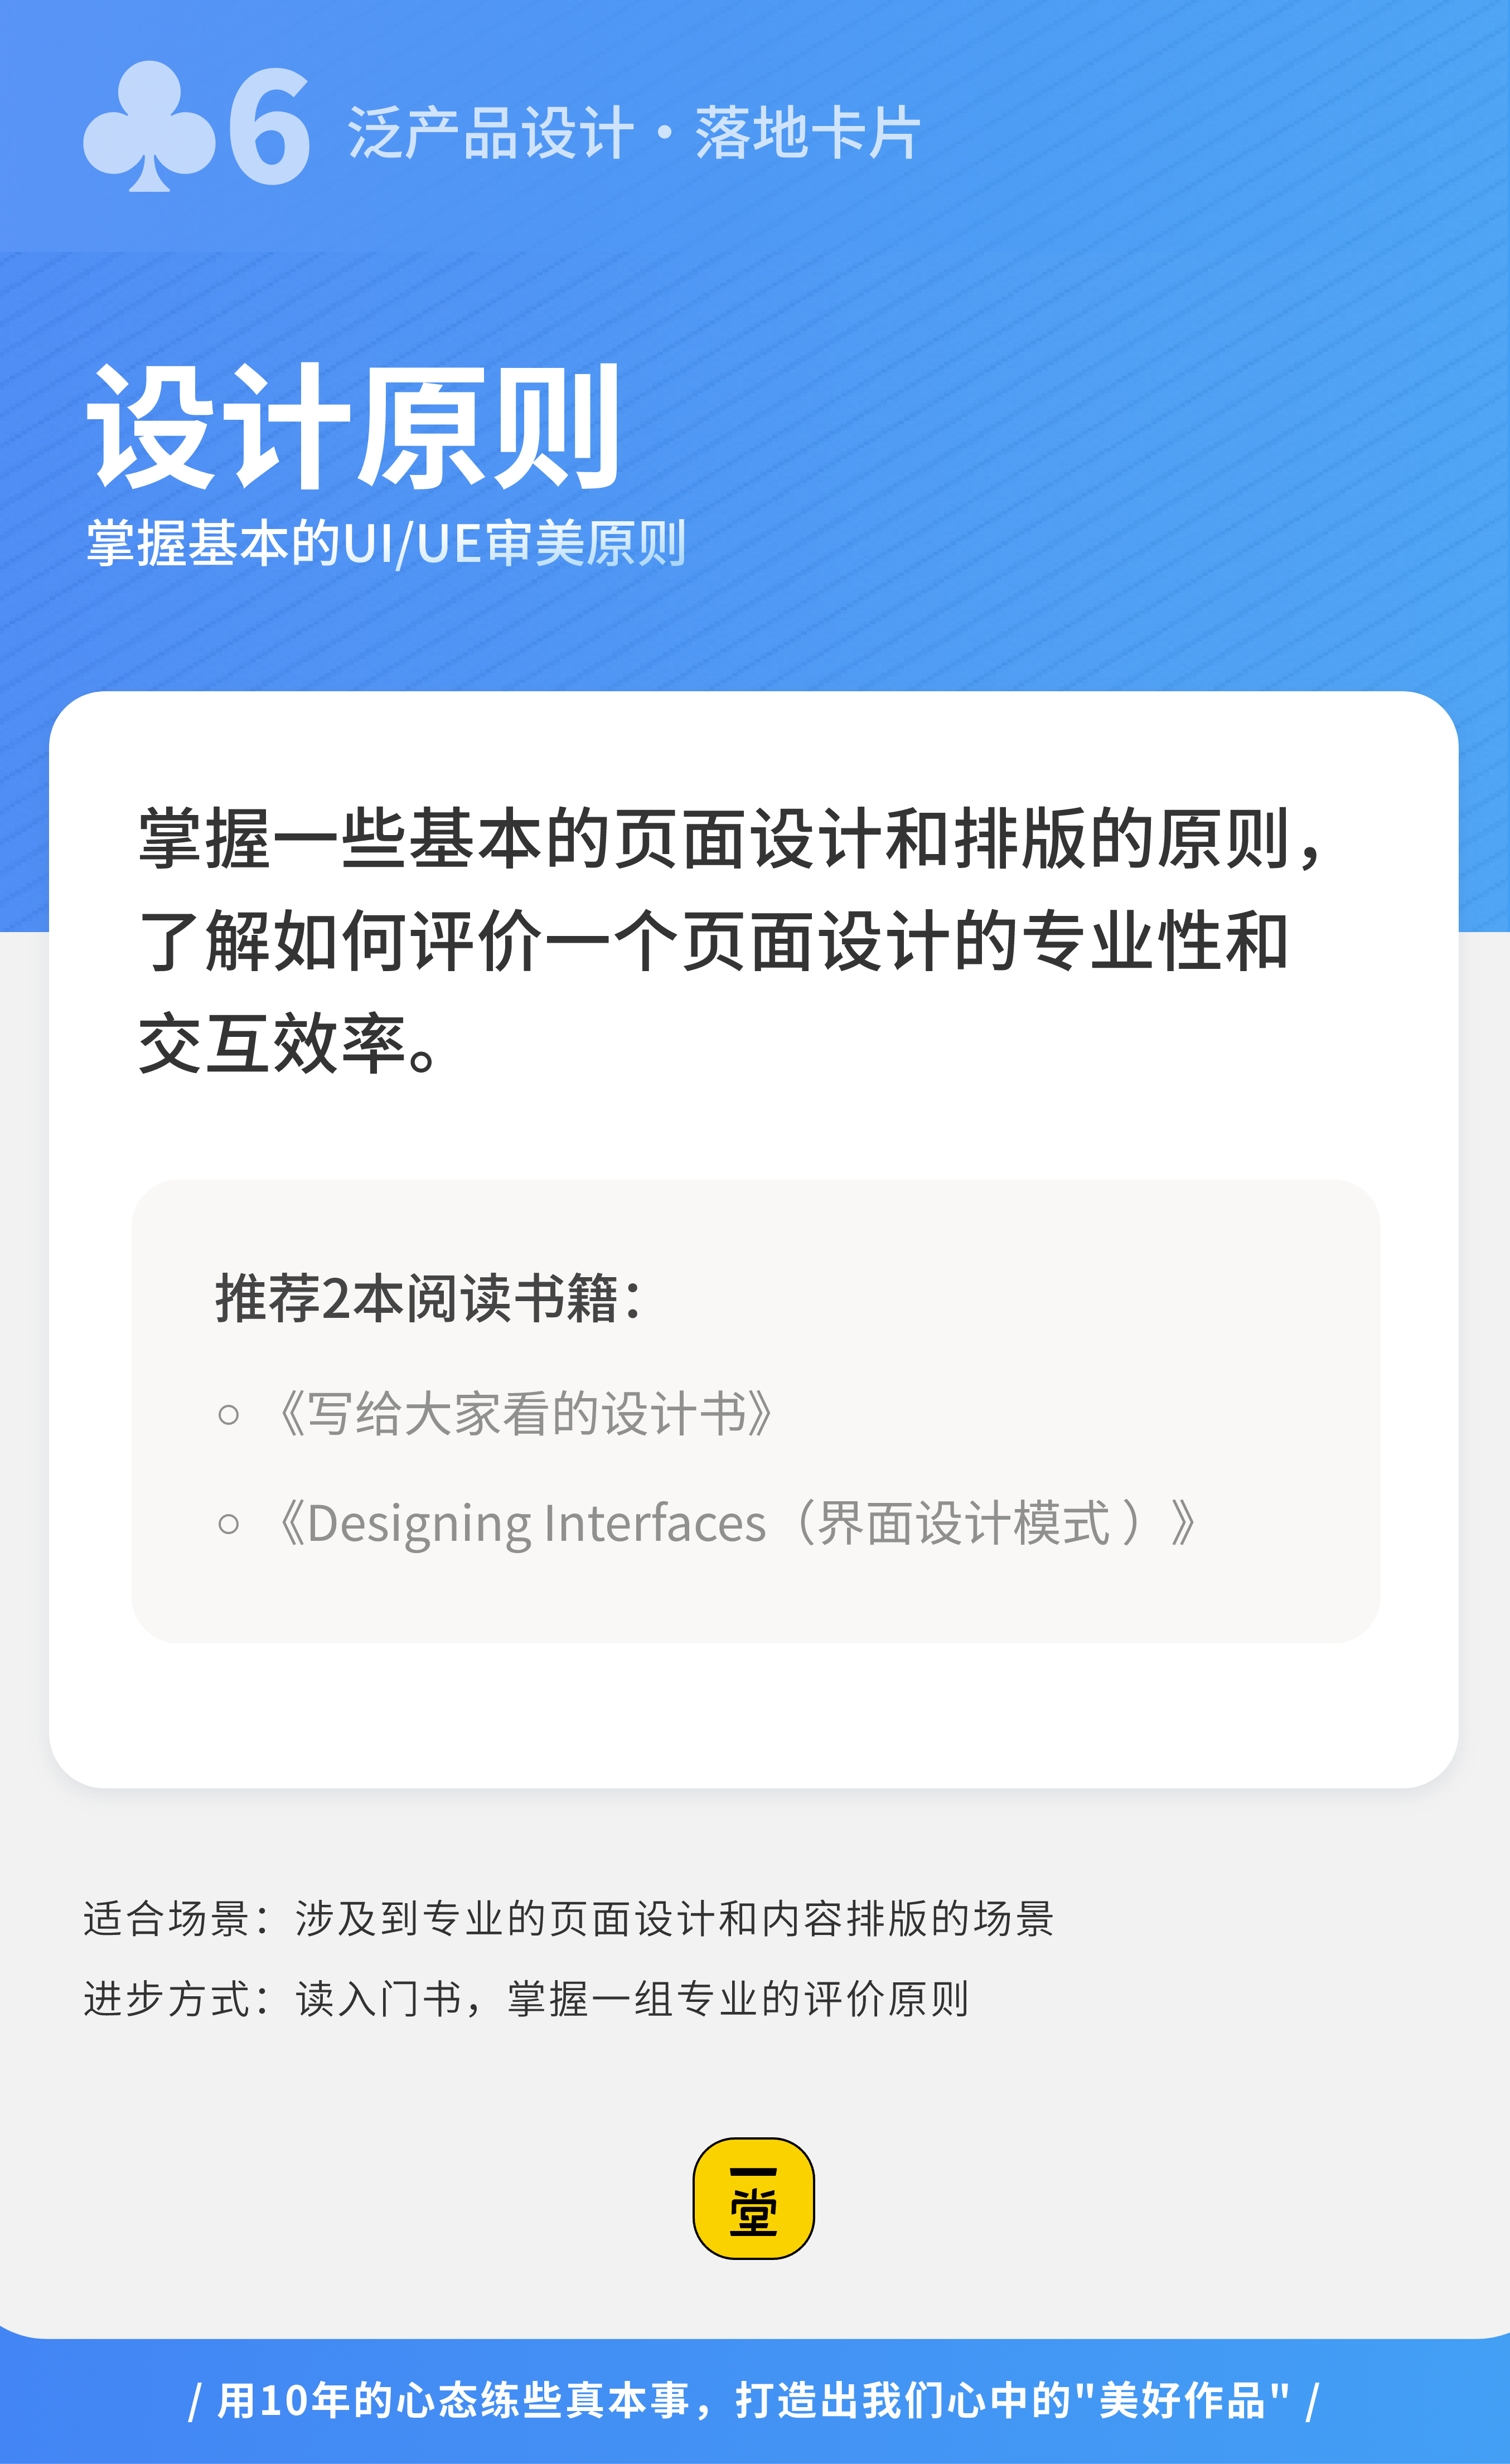 ♣6 泛产品设计·落地卡片
设计原则
掌握基本的UI/UE审美原则
掌握一些基本的页面设计和排版的原则，
了解如何评价一个页面设计的专业性和
交互效率。
推荐2本阅读书籍：
○《写给大家看的设计书》
○《Designing Interfaces（界面设计模式 ）》
适合场景：涉及到专业的页面设计和内容排版的场景
进步方式：读入门书，掌握一组专业的评价原则
一
堂
/ 用10年的心态练些真本事，打造出我们心中的"美好作品" /